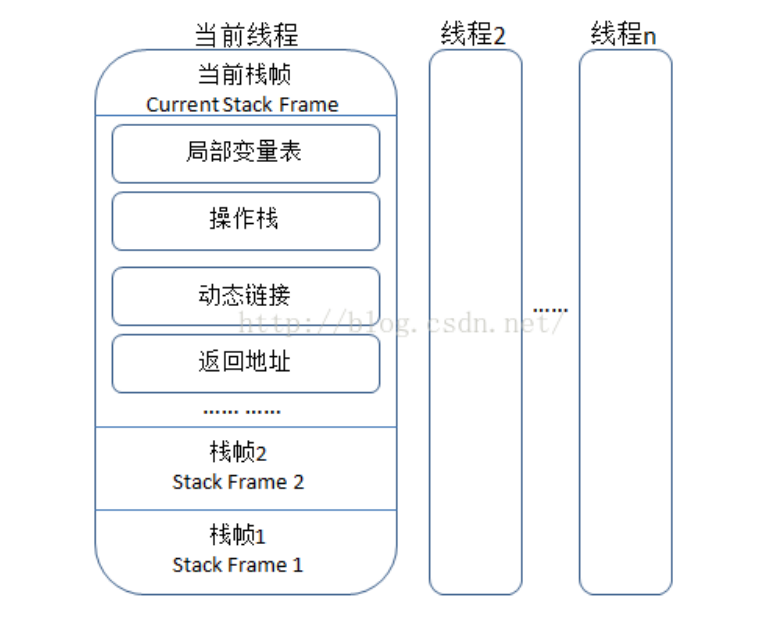 当前线程
线程2
线程n
当前栈帧
Current Stack Frame
局部变量表
操作栈
动态链接
……
http://blog.csdn.net/
返回地址
…… ……
栈帧2
Stack Frame 2
栈帧1
Stack Frame 1